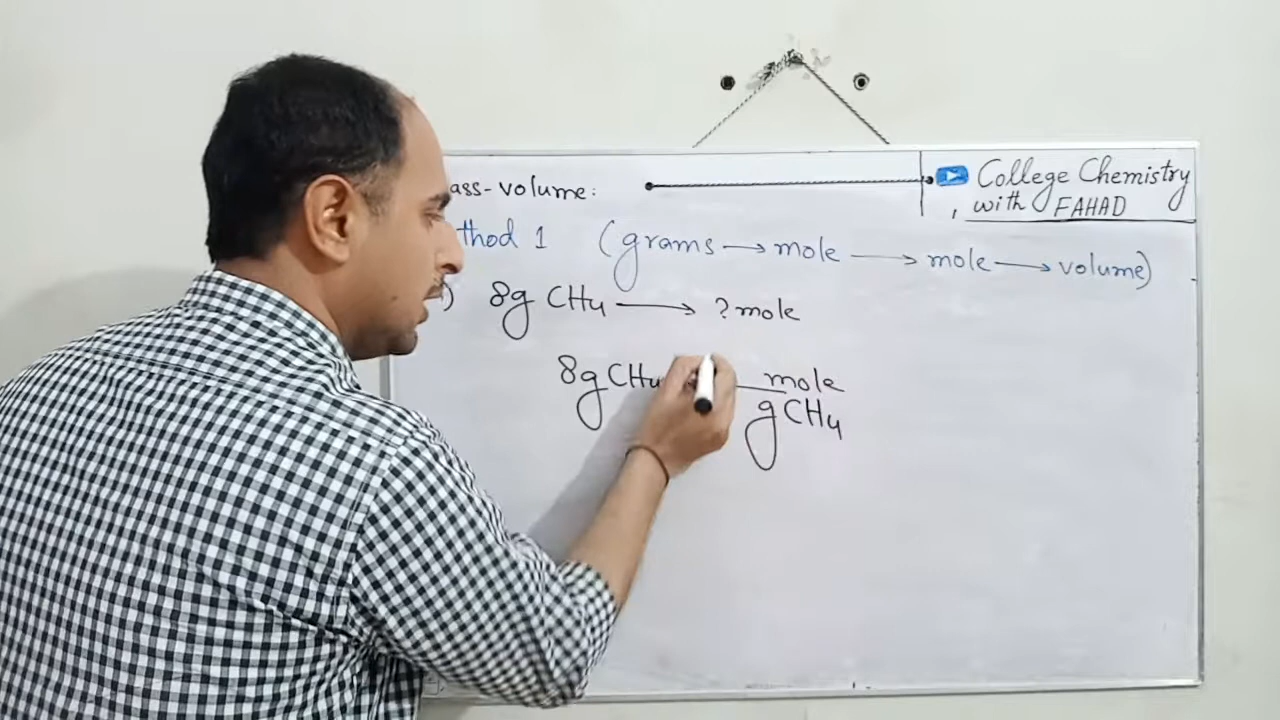 College Chemistry
with FAHAD
ass-volume:
thod 1 (grams → mole → mole → volume)
) 8g CH4 → ? mole
8g CH4 mole
g CH4